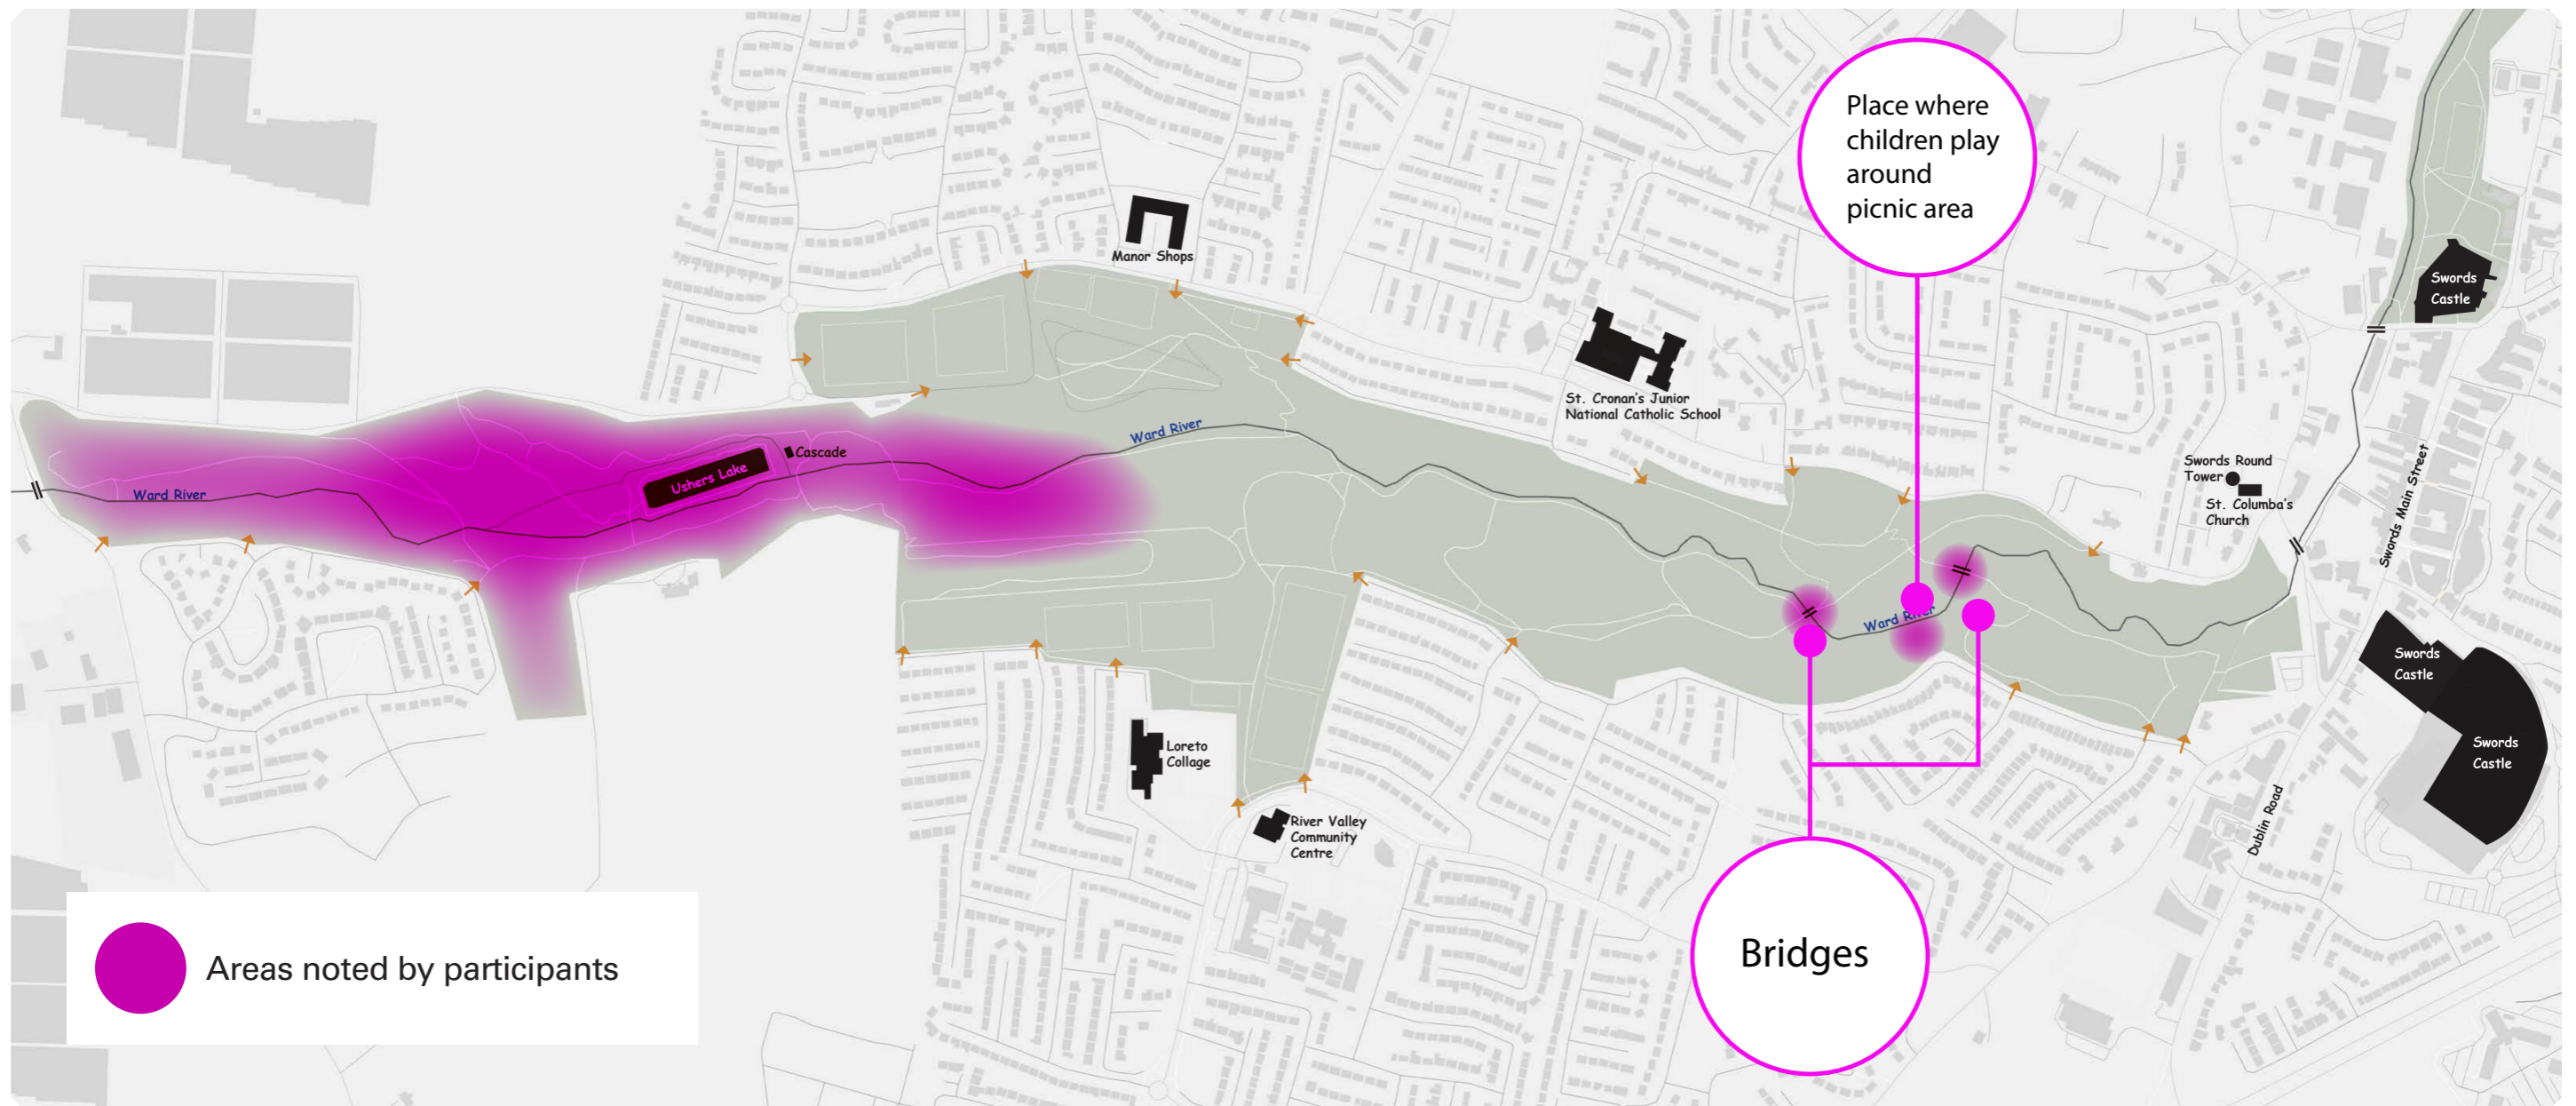 Place where
children play
around
picnic area
Manor Shops
Swords
Castle
St. Cronan's Junior
National Catholic School
Ward River
Cascade
Ushers Lake
Ward River
Swords Round
Tower
St. Columba's
Church
Swords Main Street
Ward River
Swords
Castle
Swords
Castle
Loreto
Collage
River Valley
Community
Centre
Dublin Road
Bridges
Areas noted by participants